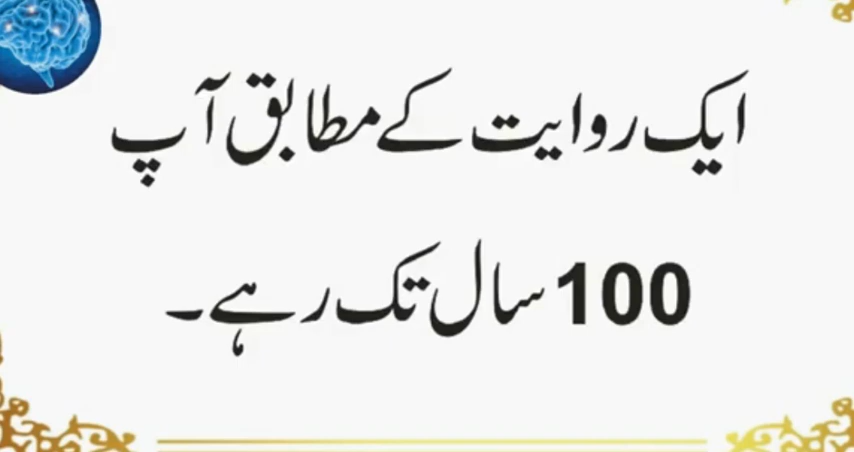 ایک روایت کے مطابق آپ
100 سال تک رہے۔